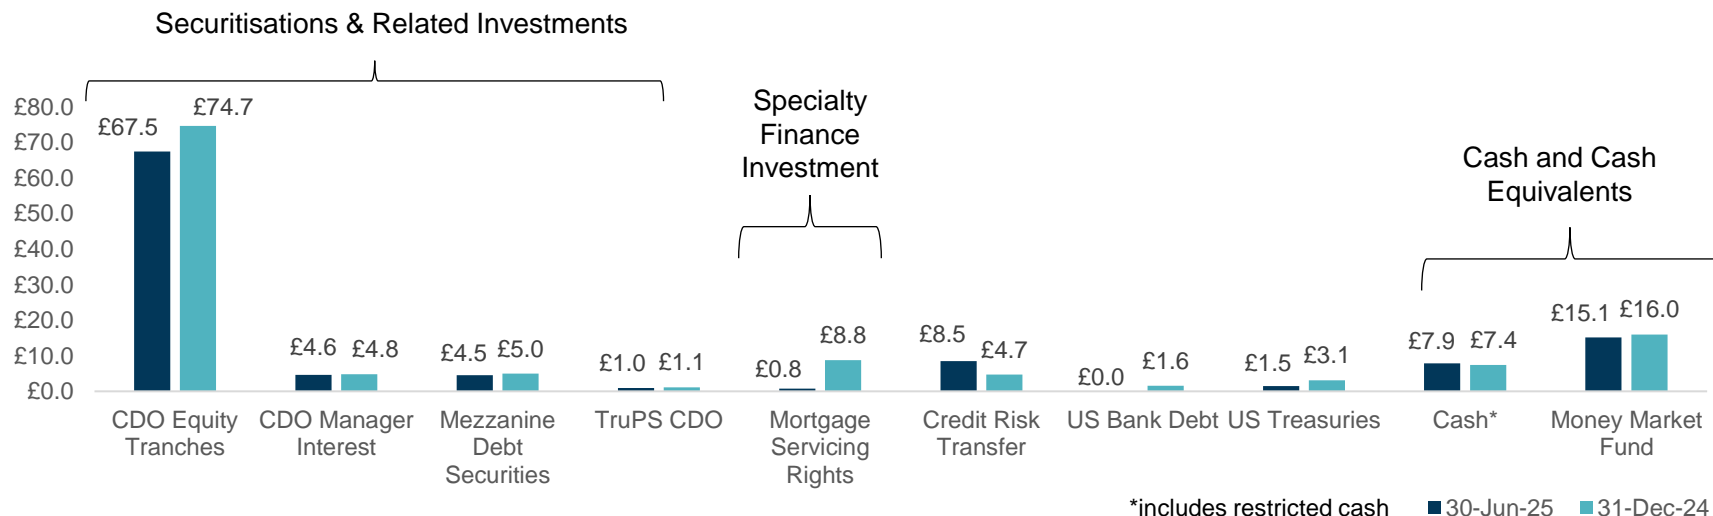 Securitisations & Related Investments
Specialty
Finance
Investment
Cash and Cash
Equivalents
£80.0
£70.0
£60.0
£50.0
£40.0
£30.0
£20.0
£10.0
£0.0
£67.5
£74.7
£4.6
£4.8
£4.5
£5.0
£1.0
£1.1
£0.8
£8.8
£8.5
£4.7
£0.0
£1.6
£1.5
£3.1
£7.9
£7.4
£15.1
£16.0
CDO Equity
Tranches
CDO Manager
Interest
Mezzanine
Debt
Securities
TruPS CDO
Mortgage
Servicing
Rights
Credit Risk
Transfer
US Bank Debt
US Treasuries
Cash*
Money Market
Fund
*includes restricted cash
30-Jun-25
31-Dec-24